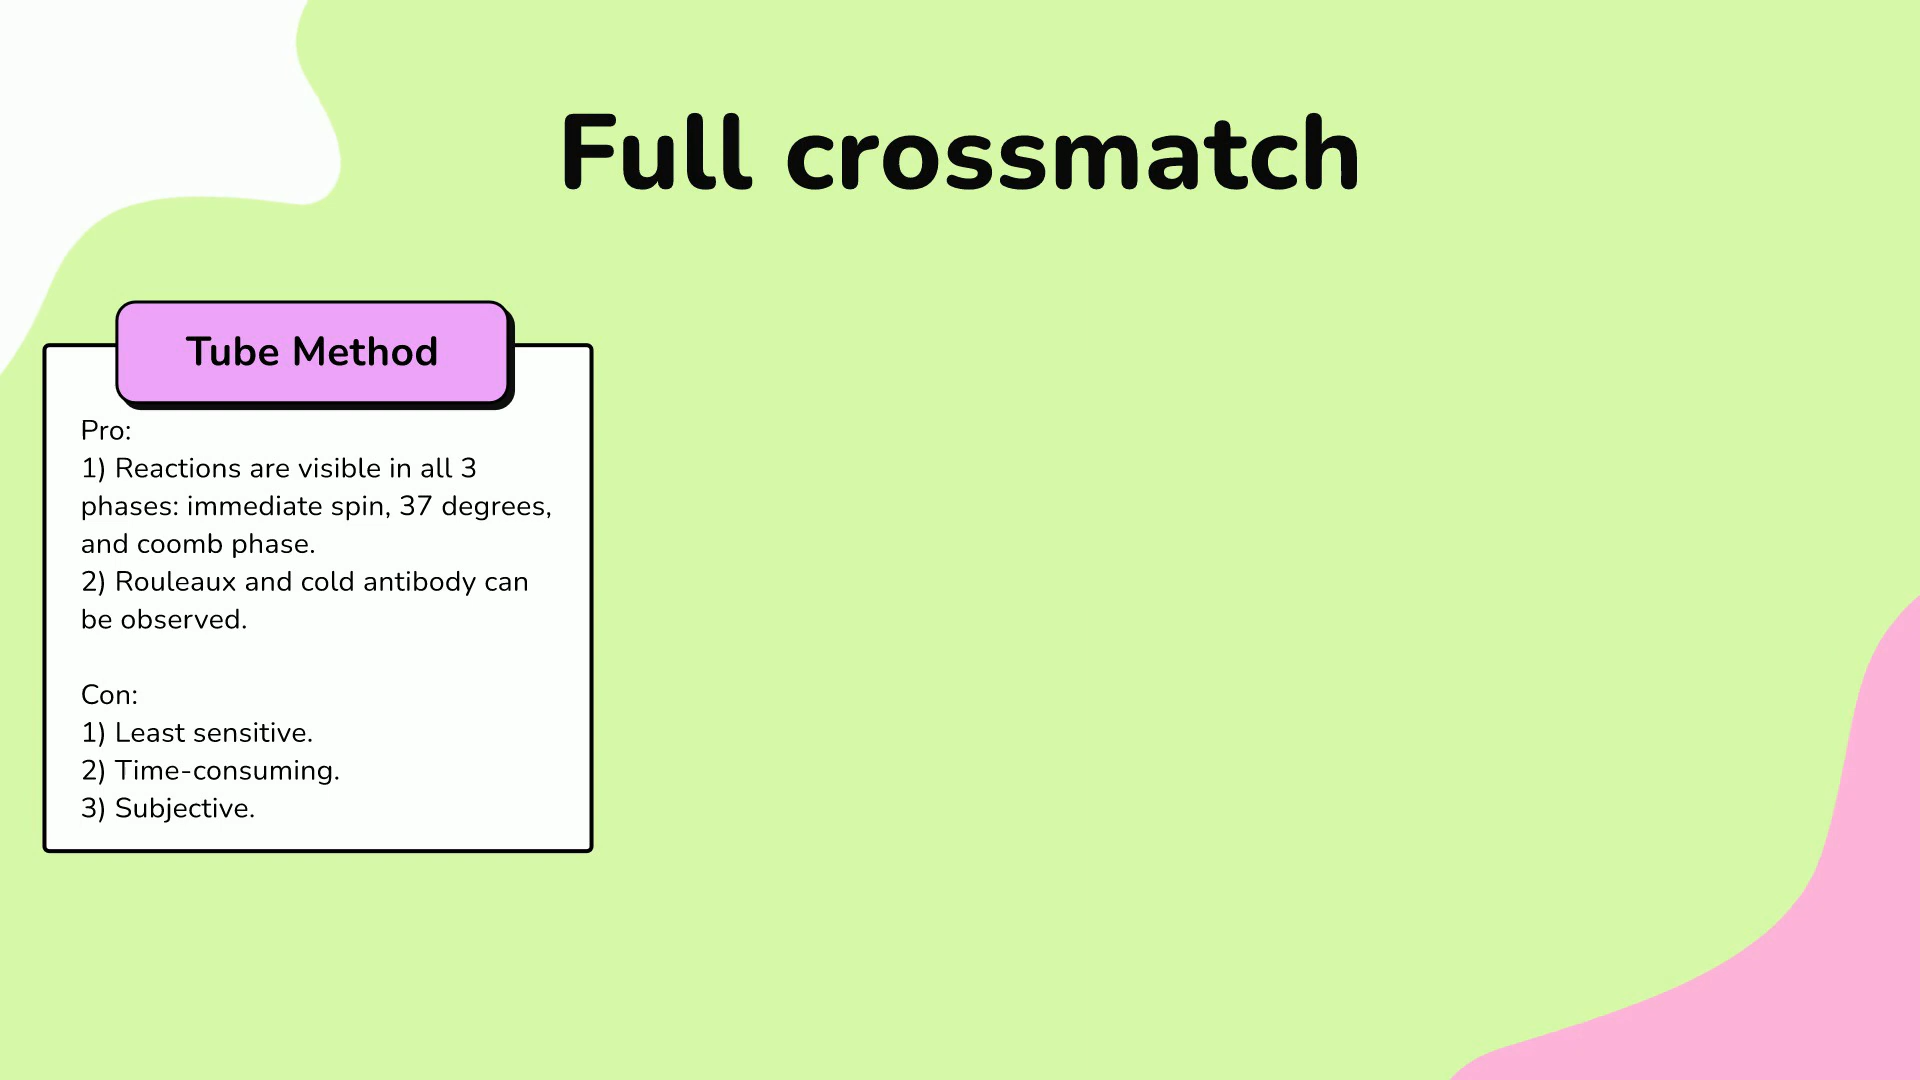 Full crossmatch
Tube Method
Pro:
1) Reactions are visible in all 3
phases: immediate spin, 37 degrees,
and coomb phase.
2) Rouleaux and cold antibody can
be observed.
Con:
1) Least sensitive.
2) Time-consuming.
3) Subjective.